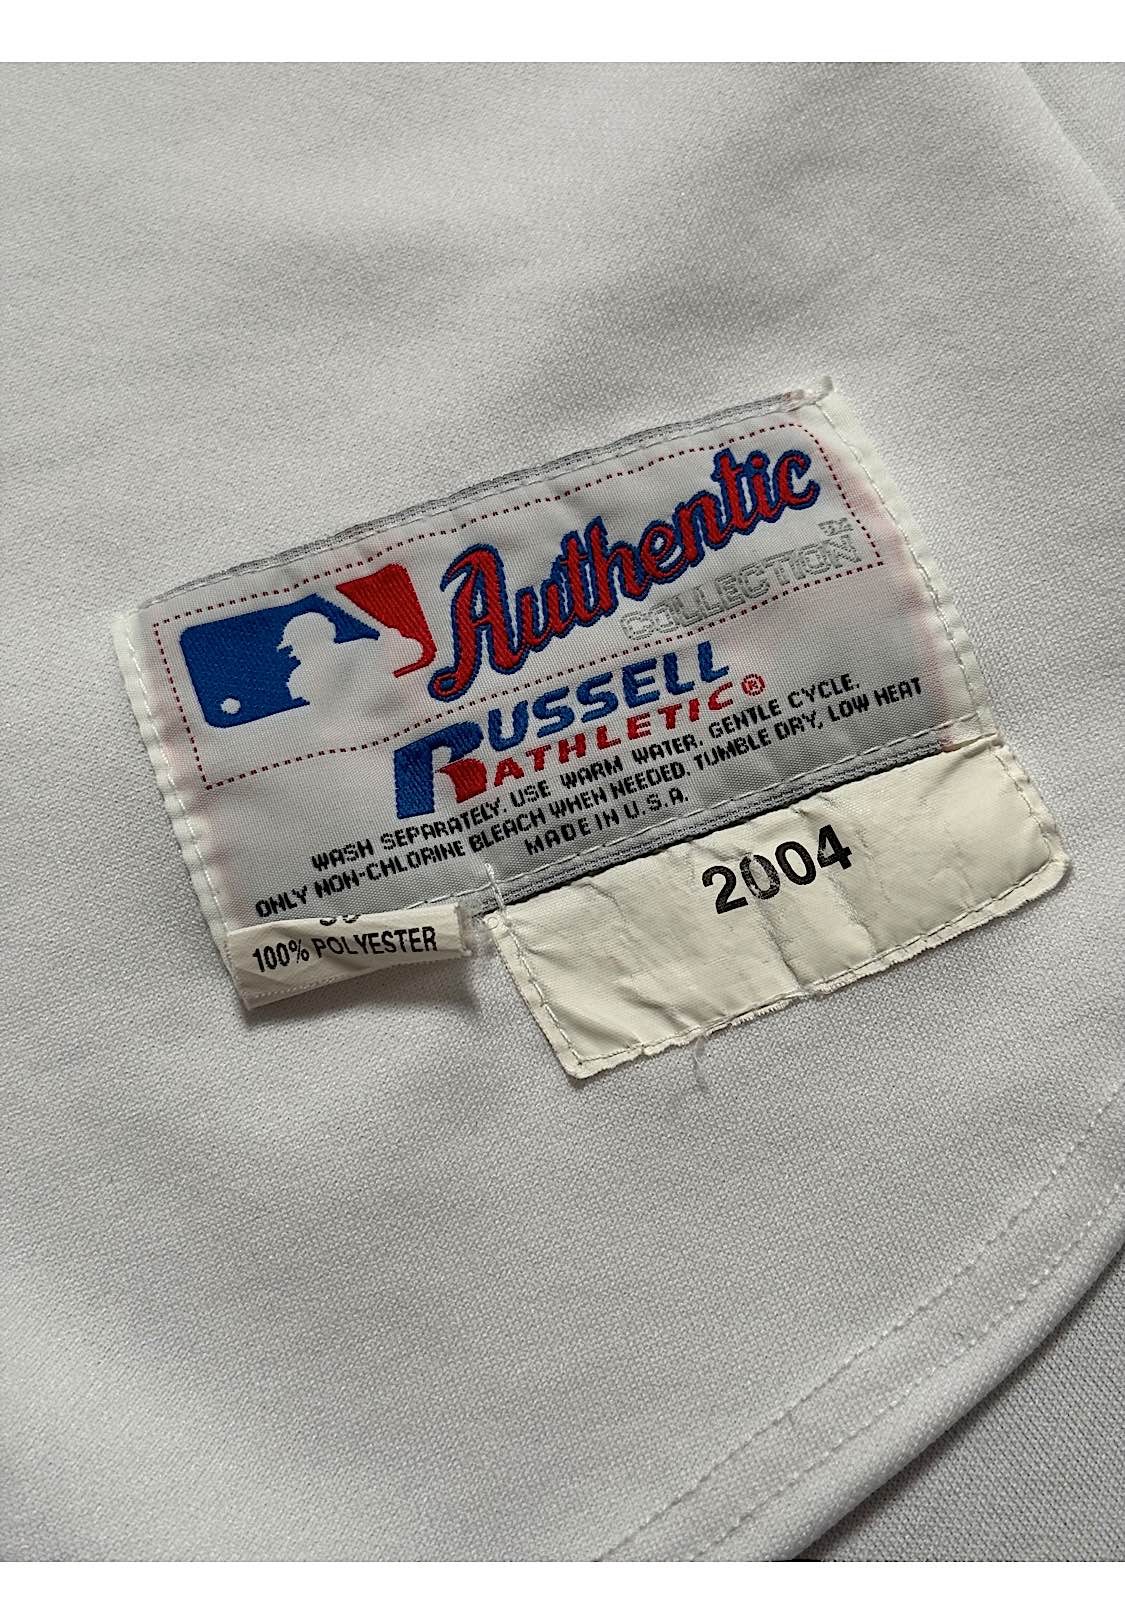 Authentic
COLLECTION™
RUSSELL
ATHLETIC®
WASH SEPARATELY. USE WARM WATER. GENTLE CYCLE.
ONLY NON-CHLORINE BLEACH WHEN NEEDED. TUMBLE DRY, LOW HEAT
MADE IN U.S.A.
100% POLYESTER
2004